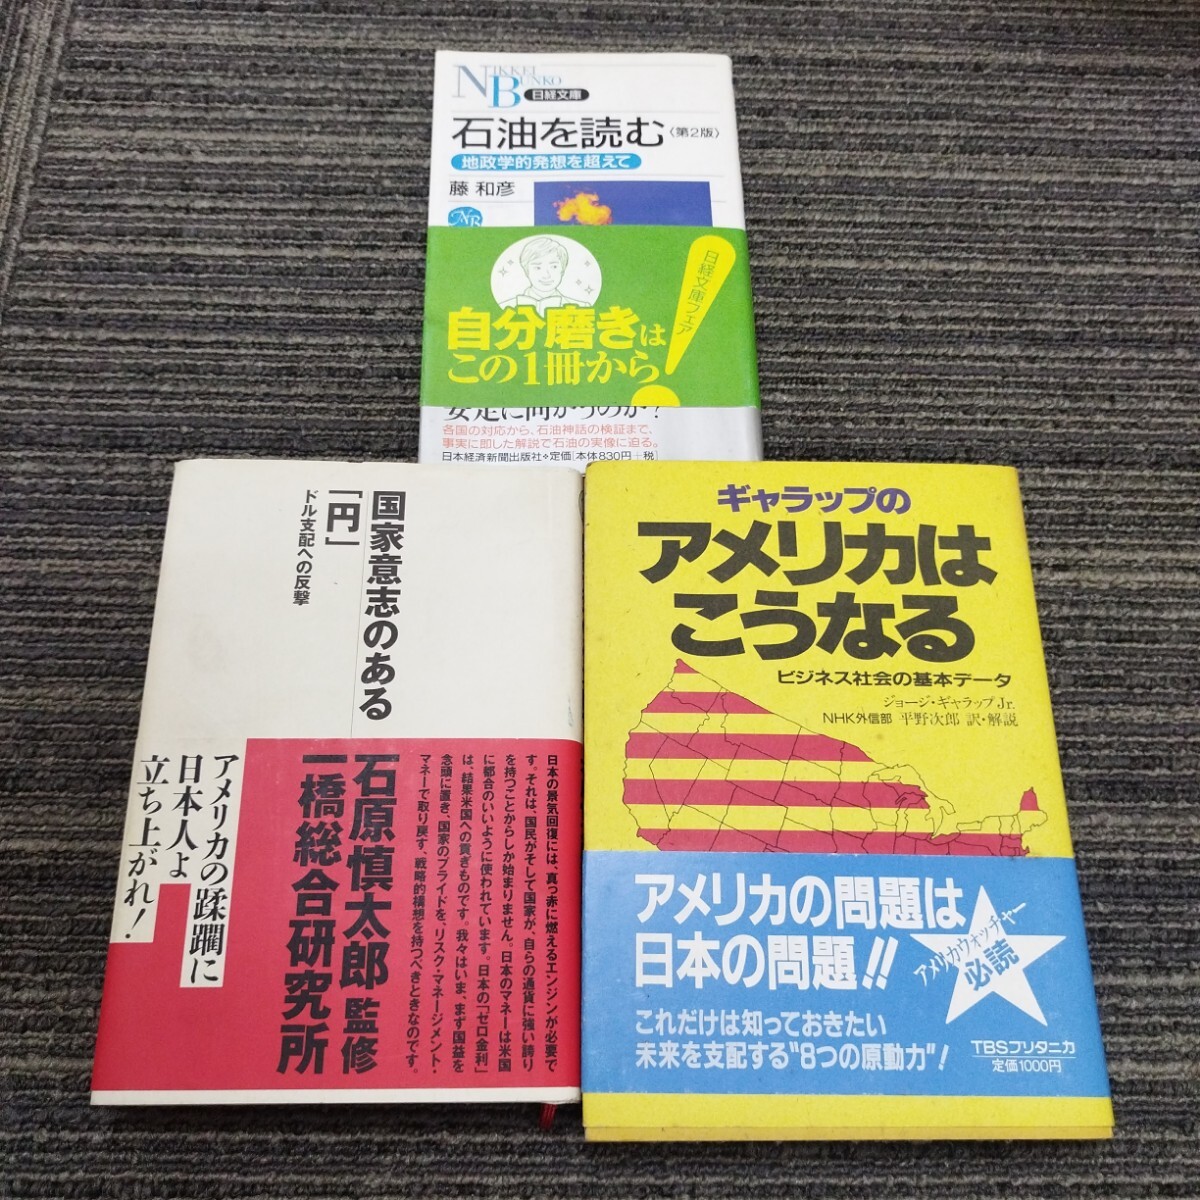 NIKKEI
BUNKO
日経文庫
石油を読む〈第2版〉
地政学的発想を超えて
藤 和彦
NB
日経文庫フェア
自分磨きは
この1冊から!
安定に向かうのか?
各国の対応から、石油神話の検証まで、
事実に即した解説で石油の実像に迫る。
日本経済新聞出版社✧定価[本体830円+税]
国家意志のある
「円」
ドル支配への反撃
日本の景気回復には、真っ赤に燃えるエンジンが必要で
す。それは、国民がそして国家が、自らの通貨に強い誇り
を持つことからしか始まりません。日本のマネーは米国
に都合のいいように使われています。日本の「ゼロ金利」
は、結果米国への貢ぎものです。我々はいま、まず国益を
念頭に置き、国家のプライドを、リスク・マネージメント・
マネーで取り戻す、戦略的構想を持つべきときなのです。
石原慎太郎 監修
一橋総合研究所
アメリカの蹂躙に
日本人よ
立ち上がれ!
ギャラップの
アメリカは
こうなる
ビジネス社会の基本データ
ジョージ・ギャラップJr.
NHK外信部 平野次郎 訳・解説
アメリカの問題は
日本の問題!!
アメリカウォッチャー
必読
これだけは知っておきたい
未来を支配する"8つの原動力"!
TBSブリタニカ
定価1000円